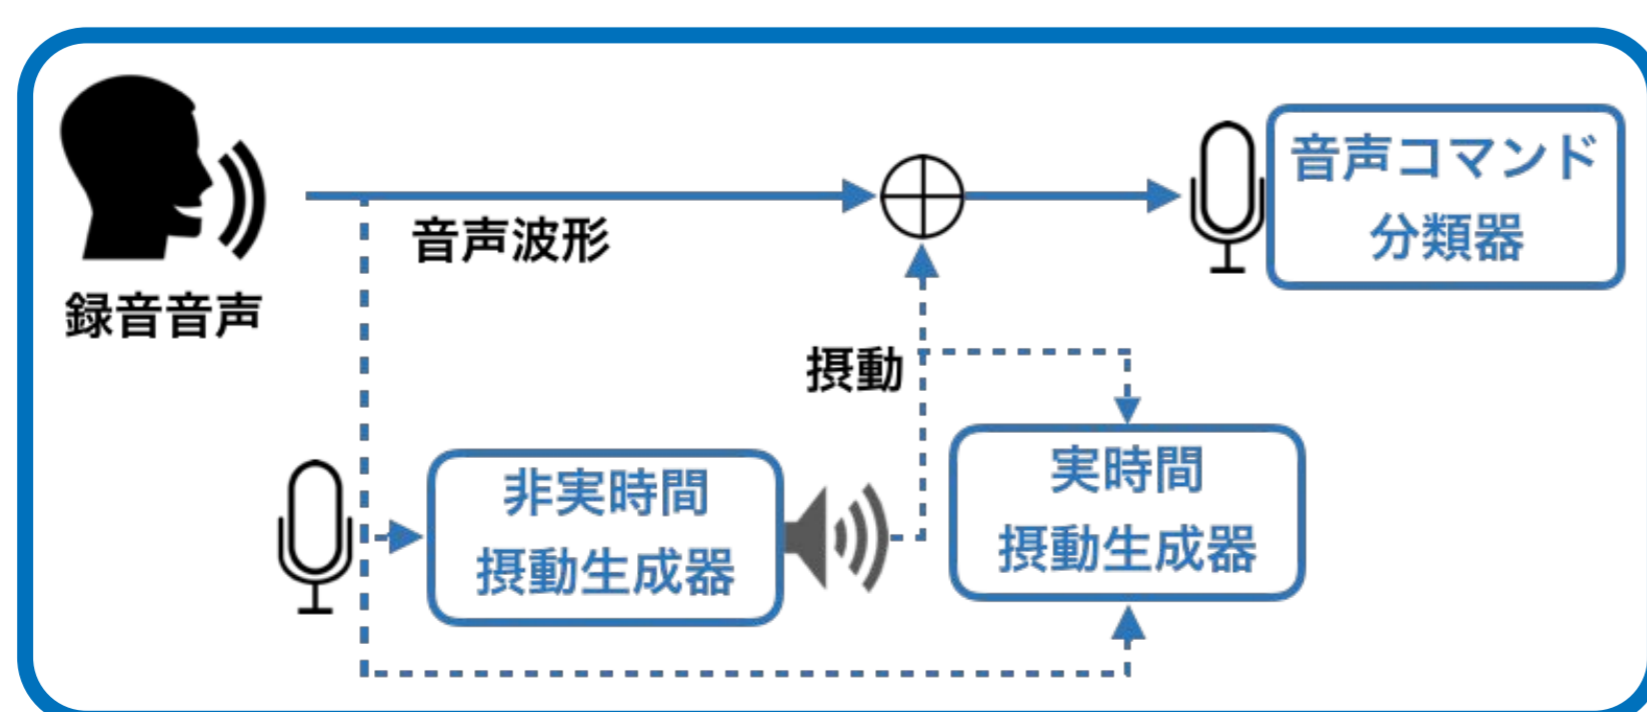 音声コマンド
分類器
音声波形
録音音声
摂動
非実時間
摂動生成器
実時間
摂動生成器